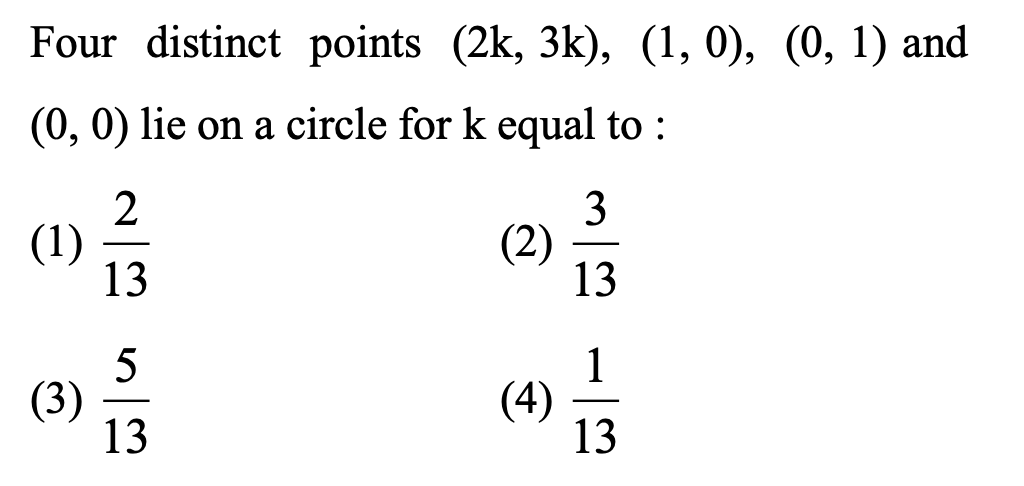 Four distinct points (2k, 3k), (1, 0), (0, 1) and
(0, 0) lie on a circle for k equal to :
(1) 2/13 (2) 3/13
(3) 5/13 (4) 1/13